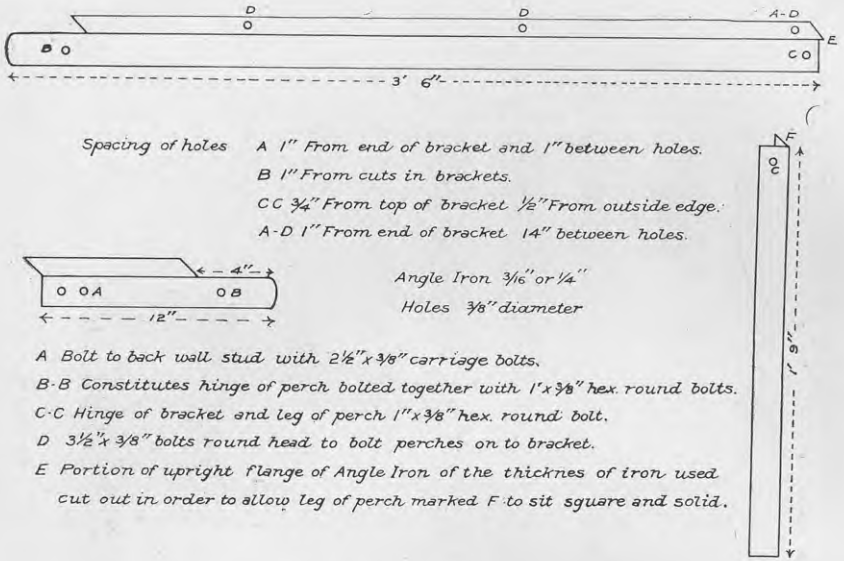 D D A-D
E
B C
3' 6"
F
C
Spacing of holes A 1" From end of bracket and 1" between holes.
B 1" From cuts in brackets.
CC 3/4" From top of bracket 1/2" From outside edge.
A-D 1" From end of bracket 14" between holes.
4"
A B
12"
Angle Iron 3/16" or 1/4"
Holes 3/8" diameter
1' 9"
A Bolt to back wall stud with 2 1/2" x 3/8" carriage bolts.
B-B Constitutes hinge of perch bolted together with 1' x 3/8" hex. round bolts.
C-C Hinge of bracket and leg of perch 1" x 3/8" hex. round bolt.
D 3 1/2" x 3/8" bolts round head to bolt perches on to bracket.
E Portion of upright flange of Angle Iron of the thicknes of iron used
cut out in order to allow leg of perch marked F to sit square and solid.